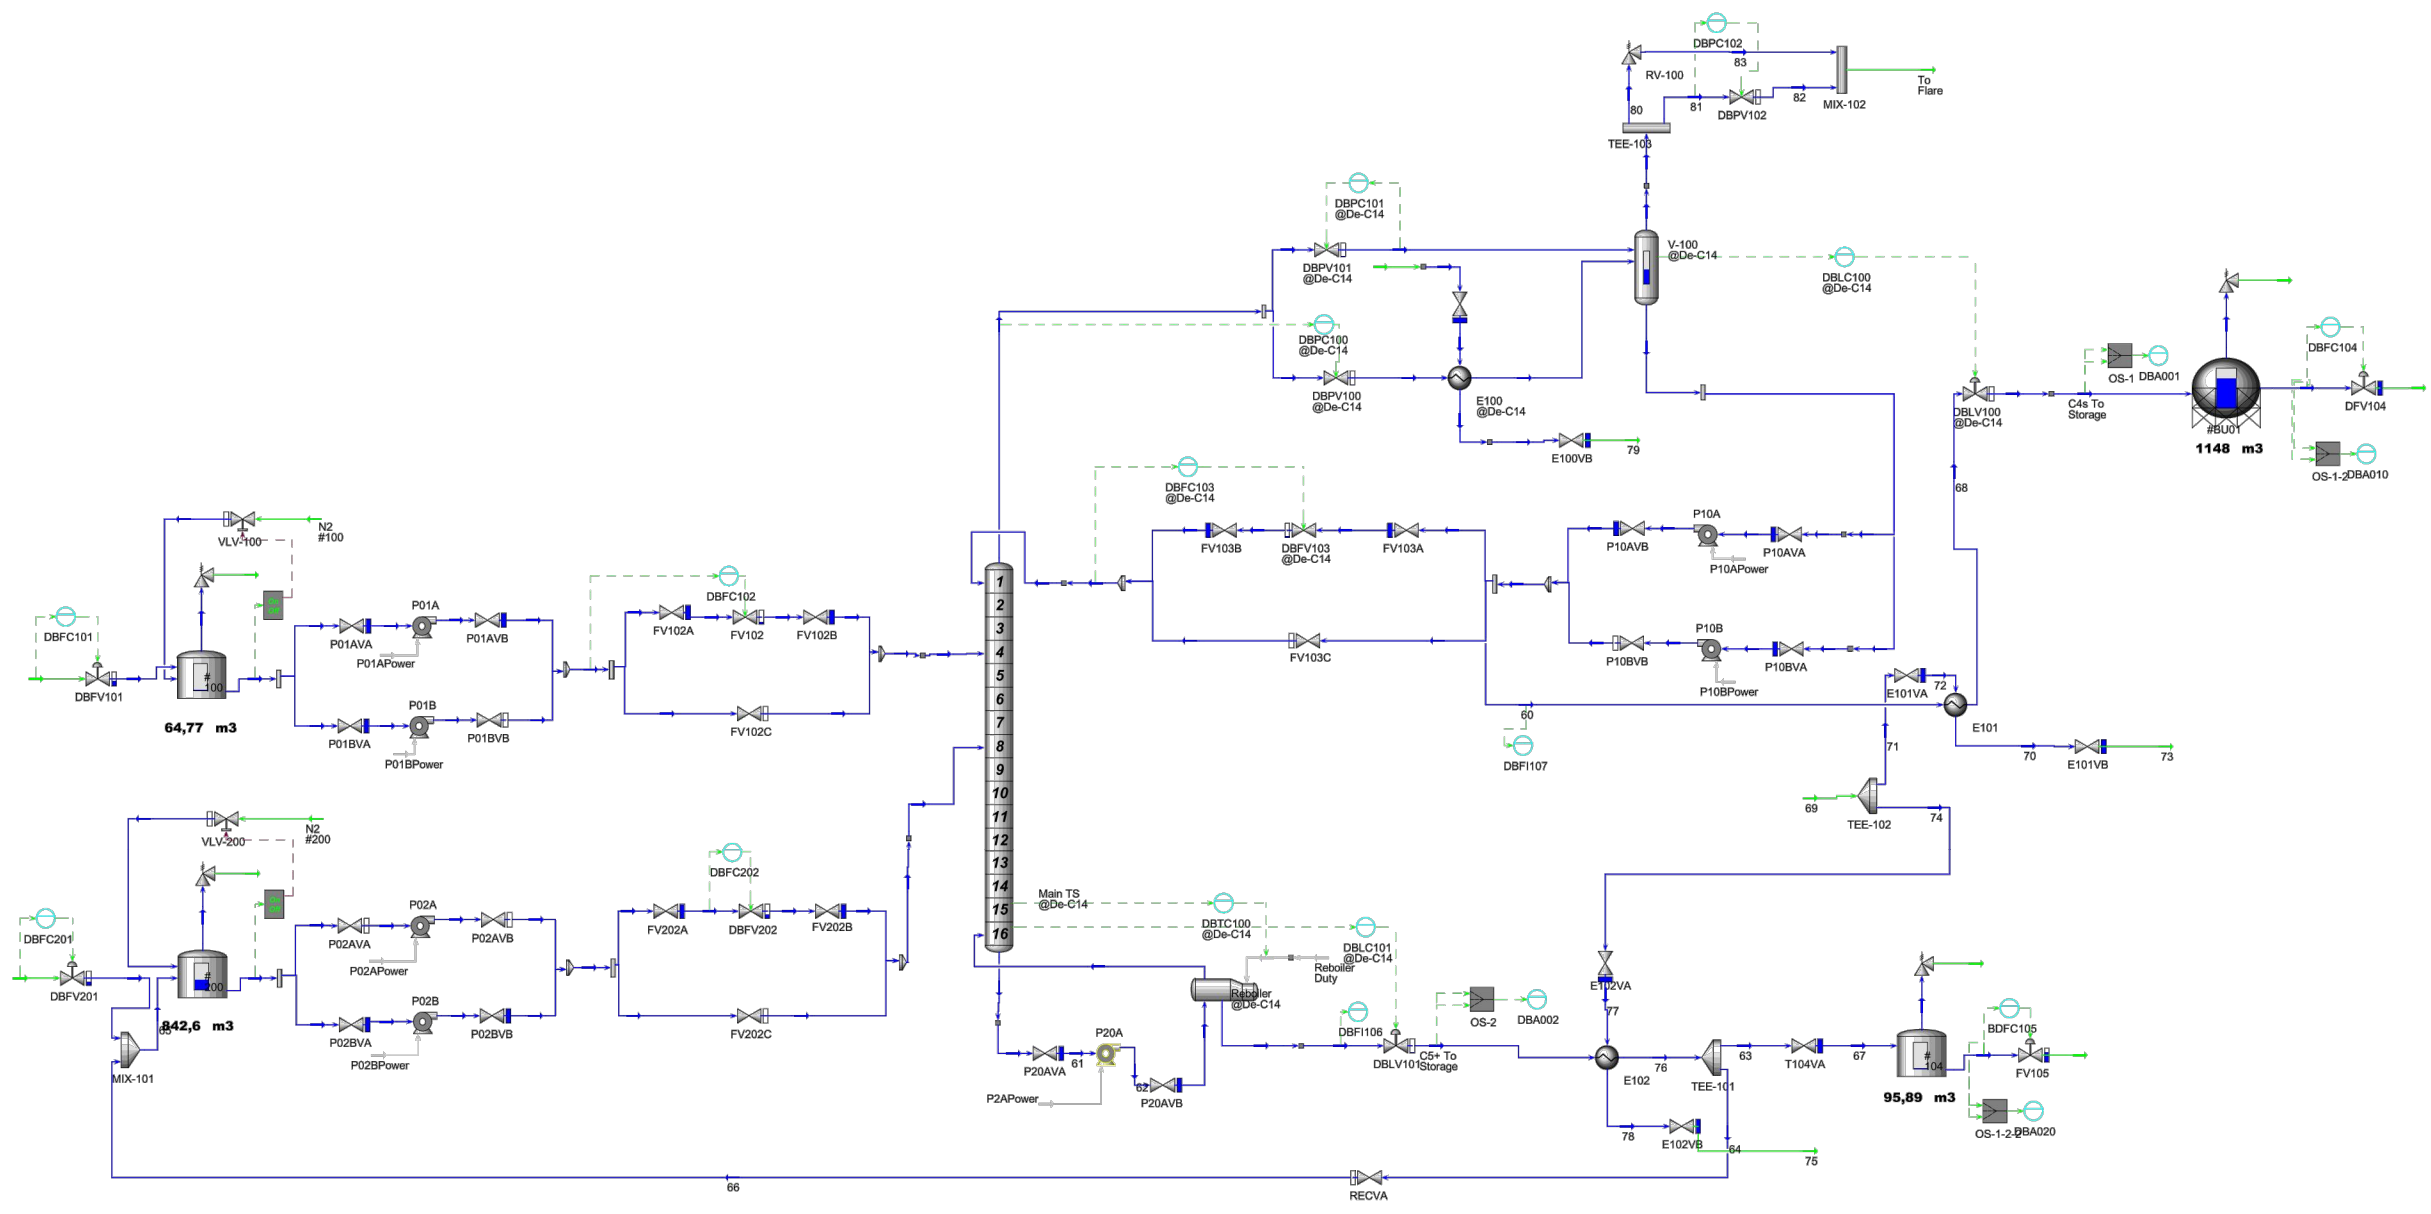 DBPC102
83
RV-100
To
Flare
80
81
82
MIX-102
DBPV102
TEE-103
DBPC101
@De-C14
V-100
@De-C14
DBPV101
@De-C14
DBLC100
@De-C14
DBPC100
@De-C14
DBFC104
OS-1
DBA001
DBPV100
@De-C14
E100
@De-C14
C4s To
Storage
DBLV100
@De-C14
DFV104
#BU01
1148 m3
E100VB
79
OS-1-2
DBA010
DBFC103
@De-C14
68
N2
#100
VLV-100
P10A
FV103B
DBFV103
@De-C14
FV103A
P10AVB
P10AVA
P10APower
On
Off
DBFC102
DBFC101
P01A
P01AVA
P01AVB
FV102A
FV102
FV102B
P01APower
P10B
FV103C
P10BVB
P10BVA
P10BPower
#
100
DBFV101
64,77 m3
P01B
P01BVA
P01BVB
P01BPower
FV102C
1
2
3
4
5
6
7
8
9
10
11
12
13
14
15
16
E101VA
72
60
E101
DBFI107
71
70
E101VB
73
69
TEE-102
74
N2
#200
VLV-200
DBFC202
Main TS
@De-C14
On
Off
DBFC201
P02A
P02AVA
P02AVB
P02APower
FV202A
DBFV202
FV202B
DBTC100
@De-C14
DBLC101
@De-C14
Reboiler
Duty
Reboiler
@De-C14
#
200
DBFV201
842,6 m3
65
P02B
P02BVA
P02BVB
P02BPower
FV202C
MIX-101
P20A
P20AVA
61
62
P20AVB
P2APower
DBFI106
DBLV101
C5+ To
Storage
OS-2
DBA002
E102VA
77
E102
76
TEE-101
63
T104VA
67
#
104
95,89 m3
BDFC105
FV105
OS-1-2-2
DBA020
78
E102VB
64
75
66
RECVA